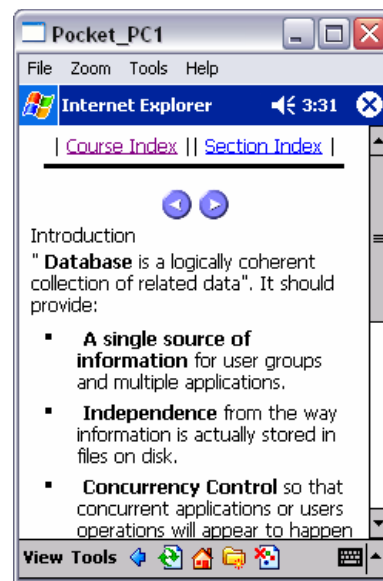 Pocket_PC1
File Zoom Tools Help
Internet Explorer 3:31
| Course Index || Section Index |
Introduction
" Database is a logically coherent
collection of related data". It should
provide:
▪ A single source of
information for user groups
and multiple applications.
▪ Independence from the way
information is actually stored in
files on disk.
▪ Concurrency Control so that
concurrent applications or users
operations will appear to happen
View Tools